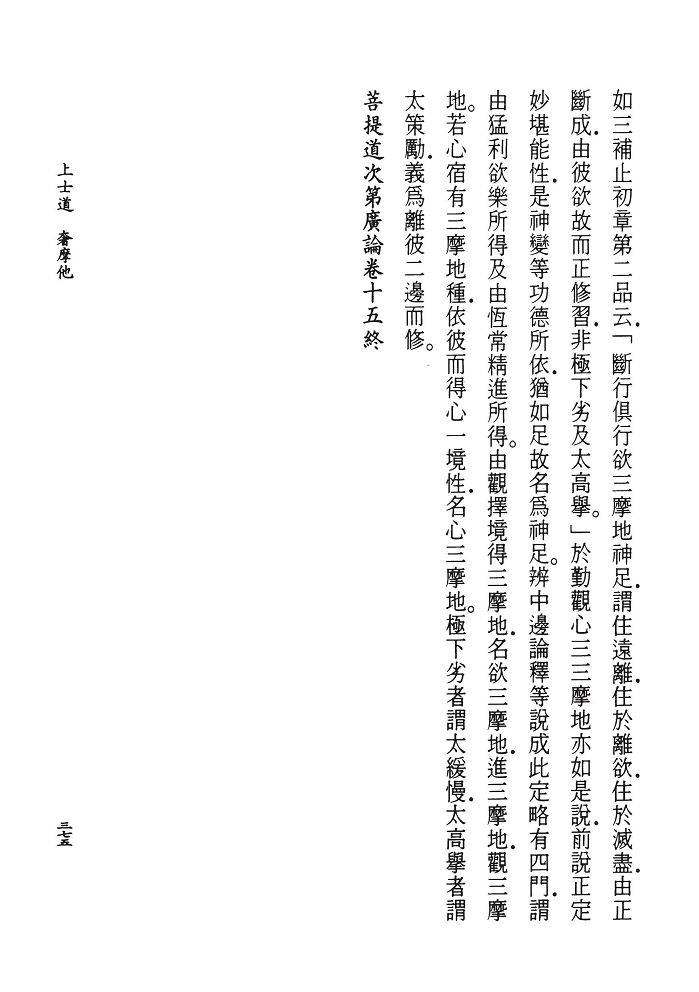 如三補止初章第二品云．「斷行俱行欲三摩地神足．謂住遠離．住於離欲．住於滅盡．由正
斷成．由彼欲故而正修習．非極下劣及太高擧。」於勤觀心三三摩地亦如是說．前說正定
妙堪能性．是神變等功德所依．猶如足故名爲神足。辨中邊論釋等說成此定略有四門．謂
由猛利欲樂所得及由恆常精進所得。由觀擇境得三摩地．名欲三摩地．進三摩地．觀三摩
地。若心宿有三摩地種．依彼而得心一境性．名心三摩地。極下劣者謂太緩慢．太高擧者謂
太策勵．義爲離彼二邊而修。
菩提道次第廣論卷十五終
上士道　奢摩他
三七五